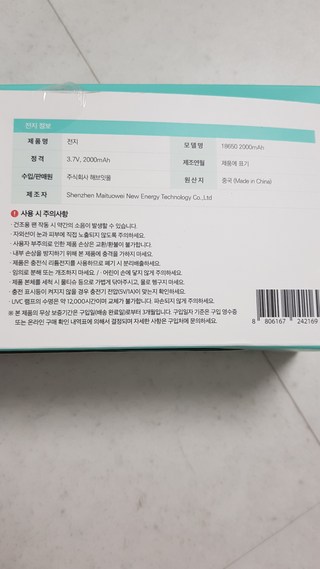 전지 정보
제 품 명 전지 모 델 명 18650 2000mAh
정 격 3.7V, 2000mAh 제조연월 제품에 표기
수입/판매원 주식회사 해브잇올 원 산 지 중국 (Made in China)
제 조 자 Shenzhen Maituowei New Energy Technology Co.,Ltd
! 사용 시 주의사항
· 건조용 팬 작동 시 약간의 소음이 발생할 수 있습니다.
· 자외선이 눈과 피부에 직접 노출되지 않도록 주의하세요.
· 사용자 부주의로 인한 제품 손상은 교환/환불이 불가합니다.
· 내부 손상을 방지하기 위해 본 제품에 충격을 가하지 마세요.
· 제품은 충전식 리튬전지를 사용하므로 폐기 시 분리배출하세요.
· 임의로 분해 또는 개조하지 마세요. / · 어린이 손에 닿지 않게 주의하세요.
· 제품 본체를 세척 시 물티슈 등으로 가볍게 닦아주시고, 물로 헹구지 마세요.
· 충전 표시등이 켜지지 않을 경우 충전기 전압(5V/1A)이 맞는지 확인하세요.
· UVC 램프의 수명은 약 12,000시간이며 교체가 불가합니다. 파손되지 않게 주의하세요.
※ 본 제품의 무상 보증기간은 구입일(배송 완료일)로부터 3개월입니다. 구입일자 기준은 구입 영수증
또는 온라인 구매 확인 내역표에 의해서 결정되며 자세한 사항은 구입처에 문의하세요.
8 806167 242169